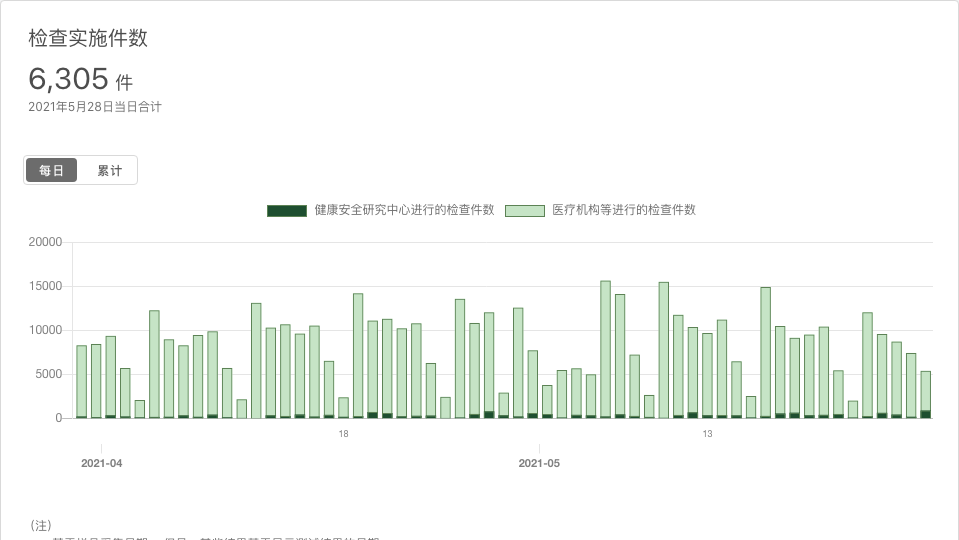 检查实施件数
6,305 件
2021年5月28日当日合计
每日 累计
健康安全研究中心进行的检查件数 医疗机构等进行的检查件数
20000
15000
10000
5000
0
18 13
2021-04 2021-05
(注)